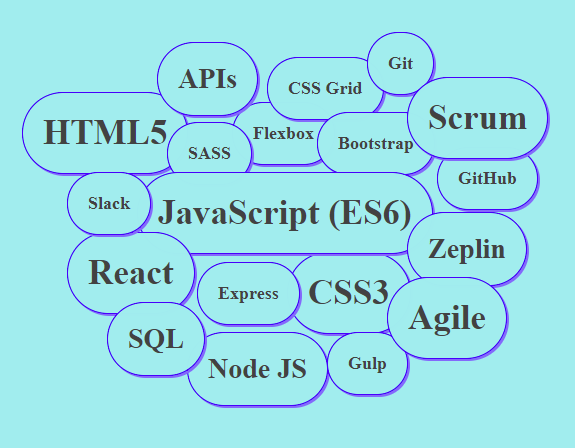 Git
APIs
CSS Grid
Scrum
HTML5
Flexbox
Bootstrap
SASS
GitHub
Slack
JavaScript (ES6)
Zeplin
React
Express
CSS3
Agile
SQL
Node JS
Gulp